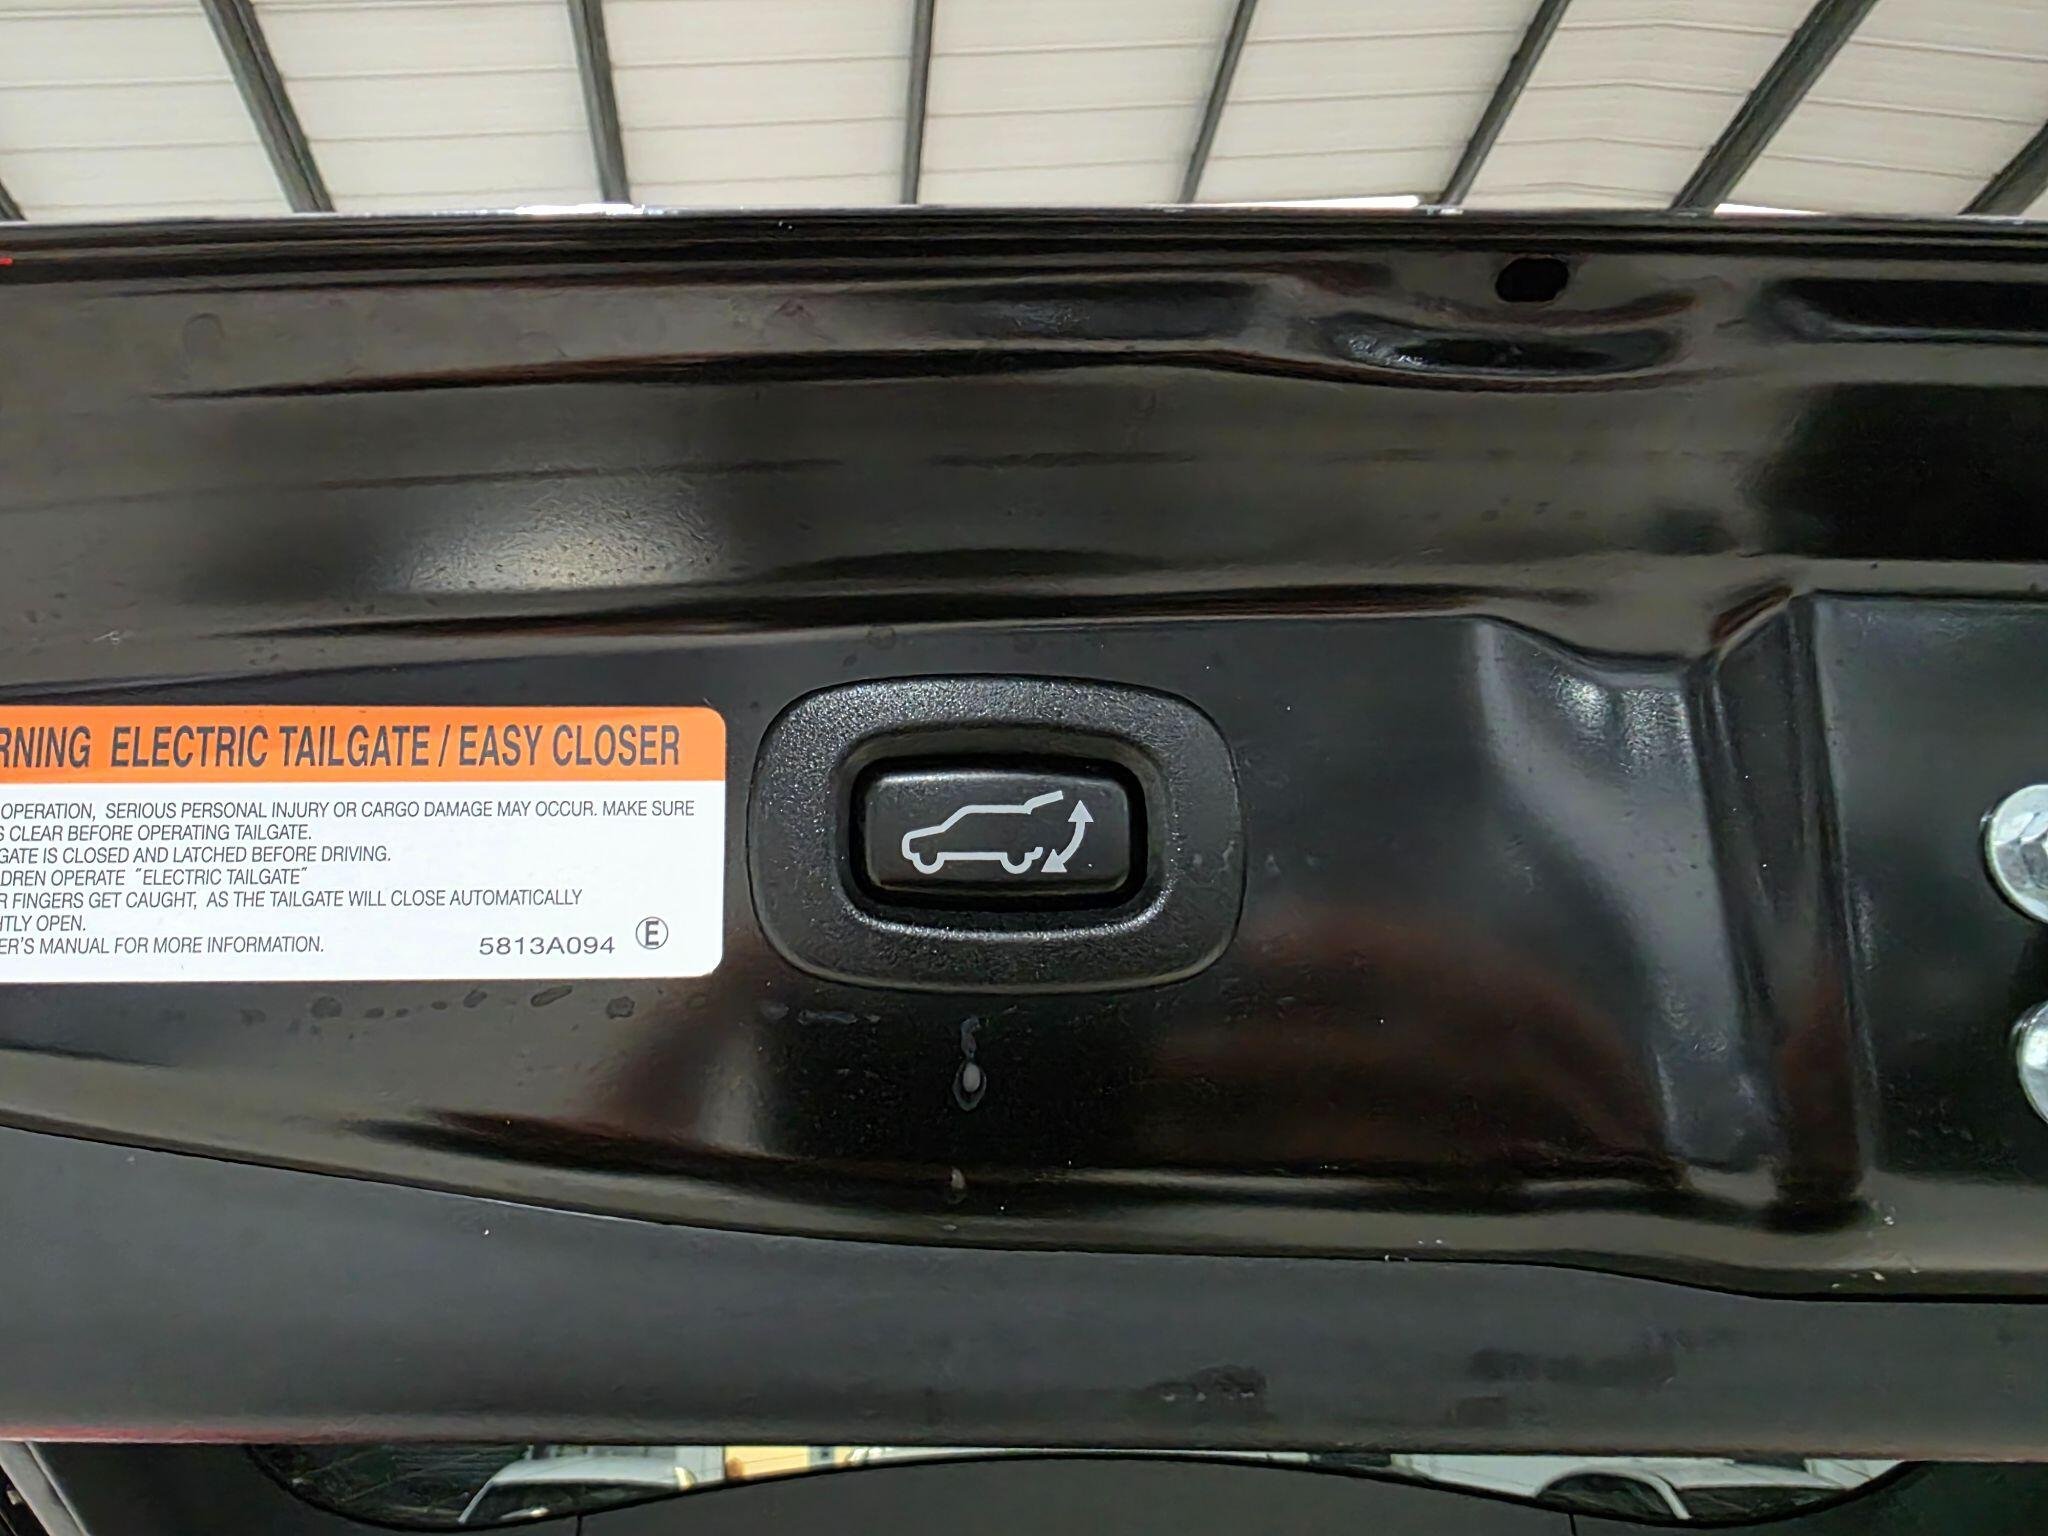 RNING ELECTRIC TAILGATE / EASY CLOSER
OPERATION, SERIOUS PERSONAL INJURY OR CARGO DAMAGE MAY OCCUR. MAKE SURE
S CLEAR BEFORE OPERATING TAILGATE.
GATE IS CLOSED AND LATCHED BEFORE DRIVING.
DREN OPERATE "ELECTRIC TAILGATE"
R FINGERS GET CAUGHT, AS THE TAILGATE WILL CLOSE AUTOMATICALLY
HTLY OPEN.
ER'S MANUAL FOR MORE INFORMATION. 5813A094 E